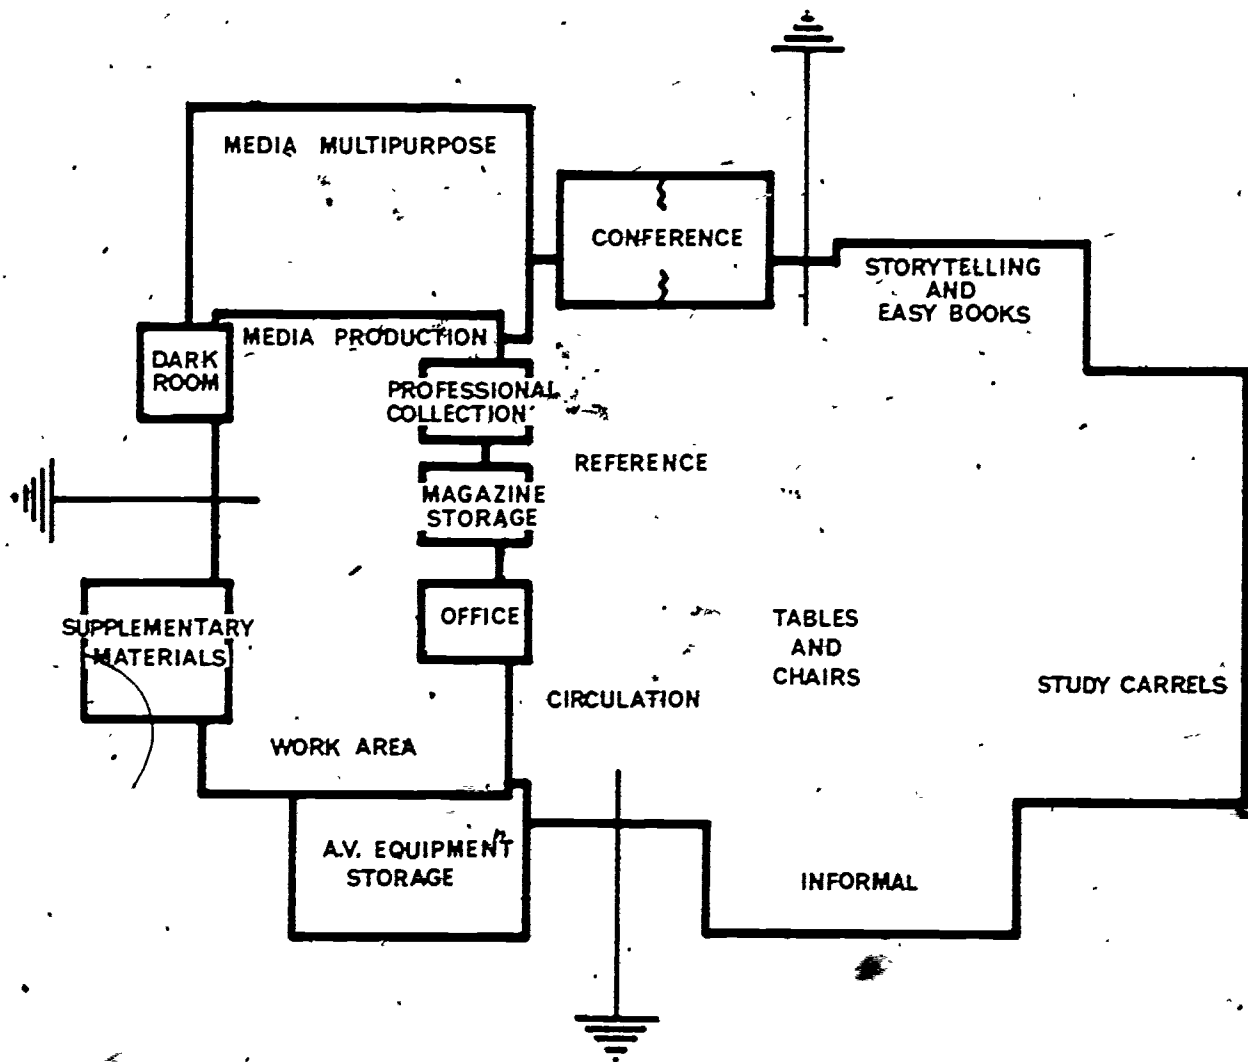 MEDIA MULTIPURPOSE
CONFERENCE
STORYTELLING
AND
EASY BOOKS
MEDIA PRODUCTION
DARK
ROOM
PROFESSIONAL
COLLECTION
REFERENCE
MAGAZINE
STORAGE
OFFICE
SUPPLEMENTARY
MATERIALS
TABLES
AND
CHAIRS
STUDY CARRELS
CIRCULATION
WORK AREA
A.V. EQUIPMENT
STORAGE
INFORMAL